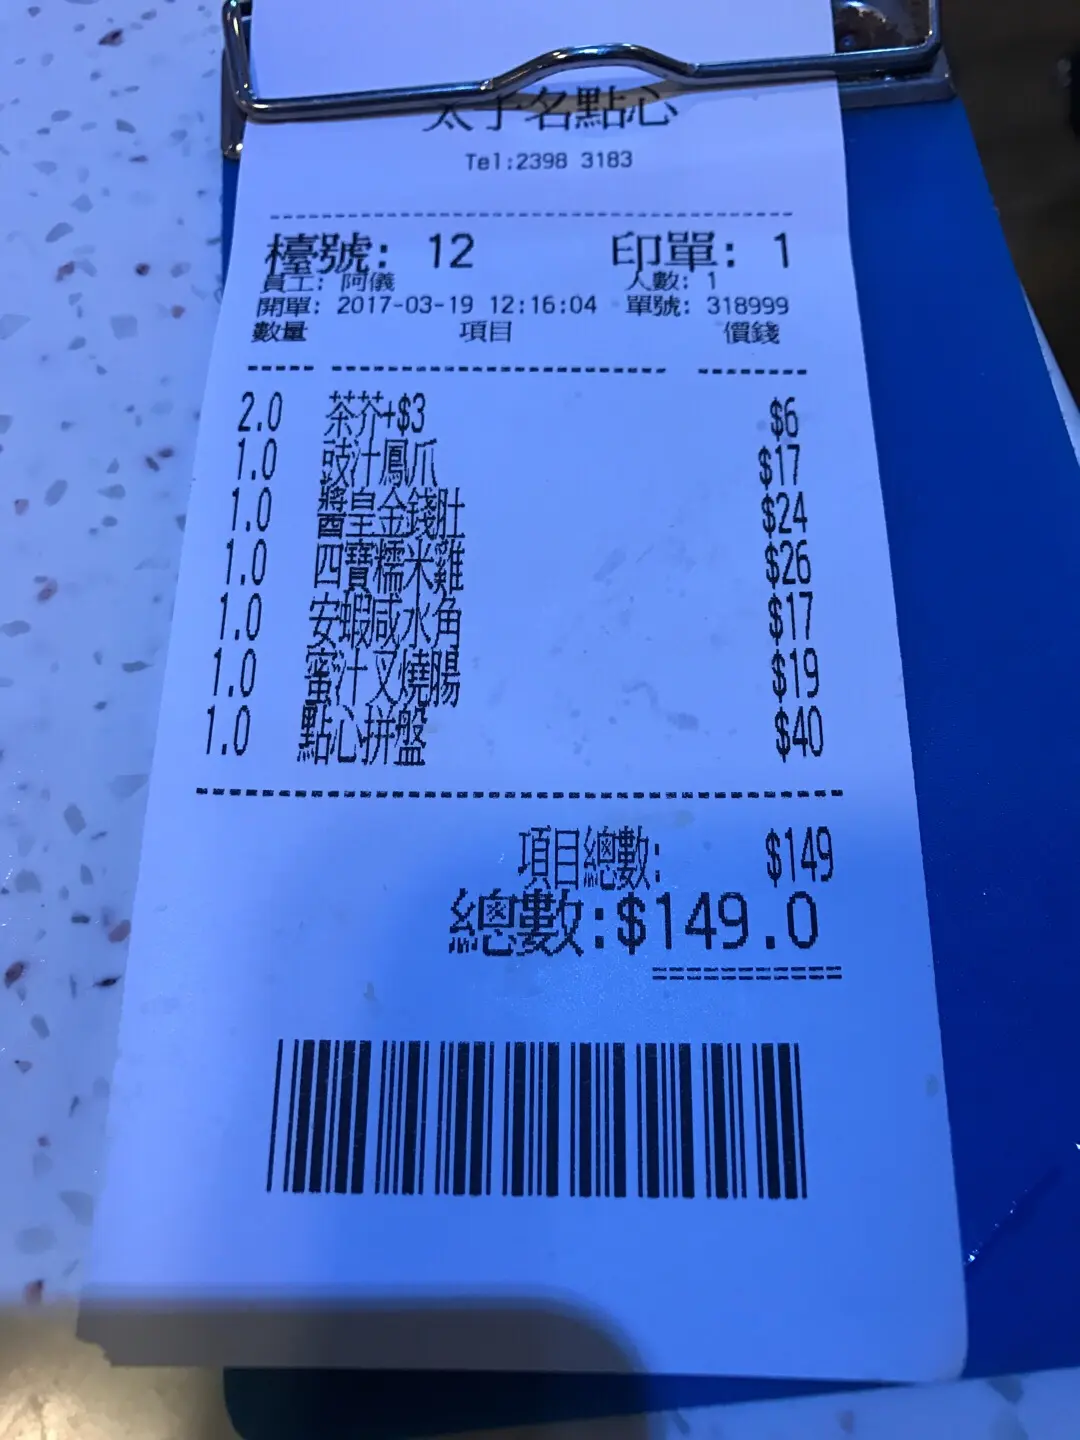 太子名點心
Tel:2398 3183
檯號: 12 印單: 1
員工: 阿儀 人數: 1
開單: 2017-03-19 12:16:04 單號: 318999
數量 項目 價錢
2.0 茶芥+$3 $6
1.0 豉汁鳳爪 $17
1.0 醬皇金錢肚 $24
1.0 四寶糯米雞 $26
1.0 安蝦咸水角 $17
1.0 蜜汁叉燒腸 $19
1.0 點心拼盤 $40
項目總數: $149
總數:$149.0